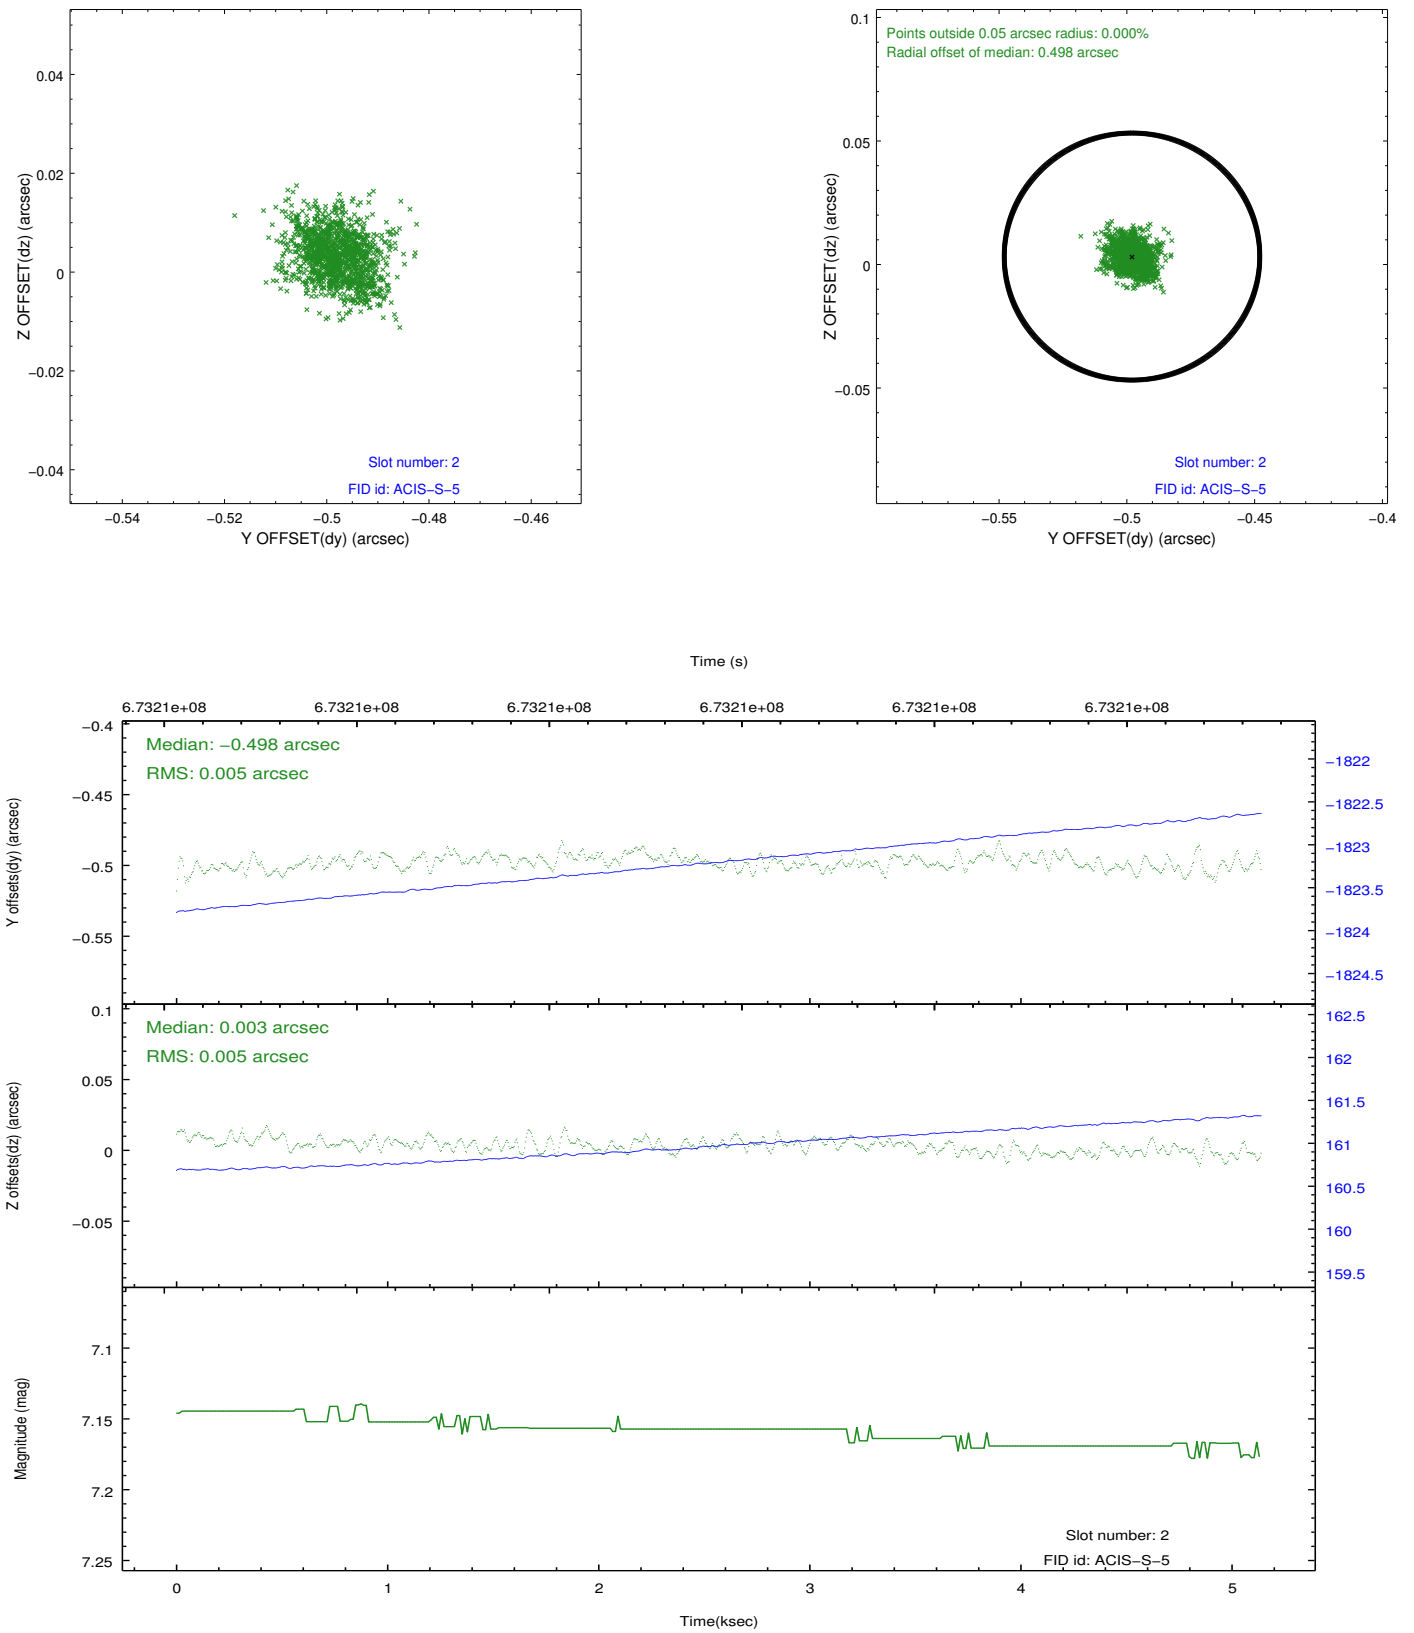 0.04
0.02
0
−0.02
−0.04
Z OFFSET(dz) (arcsec)
Slot number: 2
FID id: ACIS−S−5
−0.54
−0.52
−0.5
−0.48
−0.46
Y OFFSET(dy) (arcsec)
Points outside 0.05 arcsec radius: 0.000%
Radial offset of median: 0.498 arcsec
0.1
0.05
0
−0.05
Z OFFSET(dz) (arcsec)
Slot number: 2
FID id: ACIS−S−5
−0.55
−0.5
−0.45
−0.4
Y OFFSET(dy) (arcsec)
Time (s)
6.7321e+08
6.7321e+08
6.7321e+08
6.7321e+08
6.7321e+08
6.7321e+08
Median: −0.498 arcsec
RMS: 0.005 arcsec
−0.4
−0.45
−0.5
−0.55
Y offsets(dy) (arcsec)
−1822
−1822.5
−1823
−1823.5
−1824
−1824.5
Median: 0.003 arcsec
RMS: 0.005 arcsec
0.1
0.05
0
−0.05
Z offsets(dz) (arcsec)
162.5
162
161.5
161
160.5
160
159.5
7.1
7.15
7.2
7.25
Magnitude (mag)
Slot number: 2
FID id: ACIS−S−5
0
1
2
3
4
5
Time(ksec)